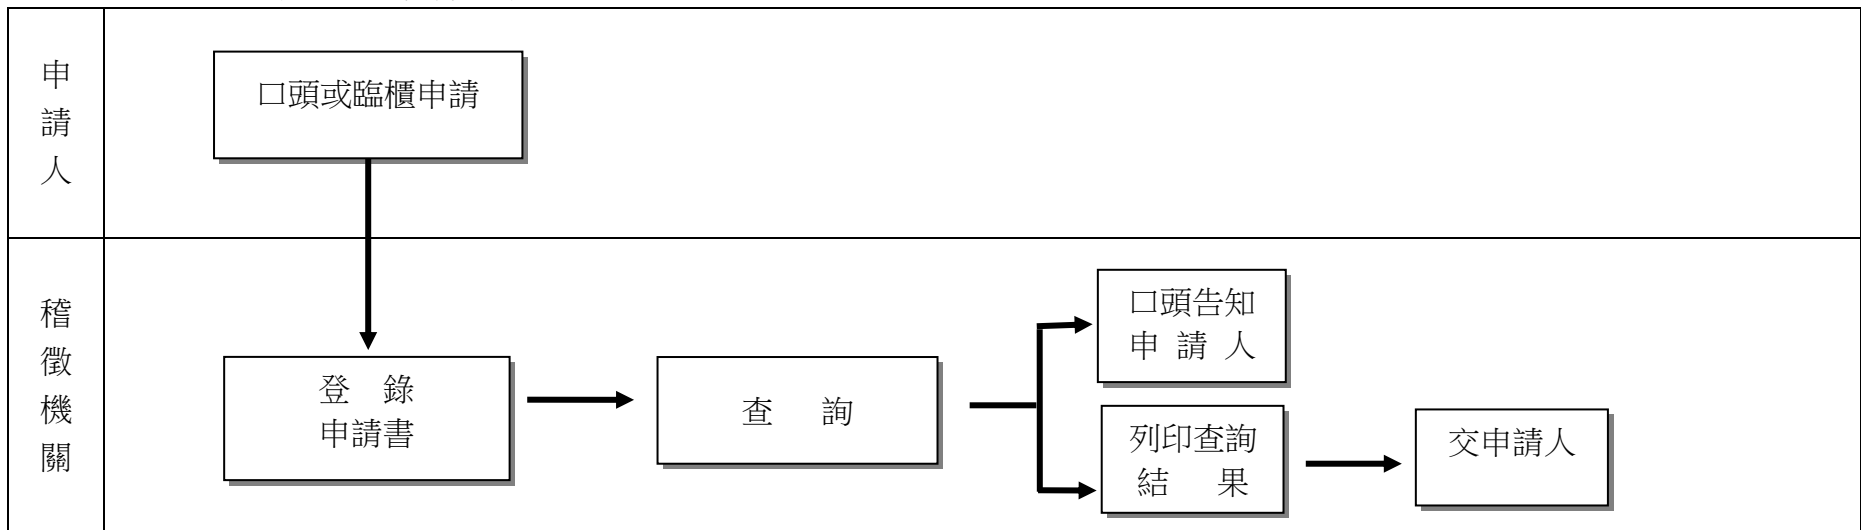 申請人
口頭或臨櫃申請
稽徵機關
登 錄
申請書
查 詢
口頭告知
申 請 人
列印查詢
結 果
交申請人